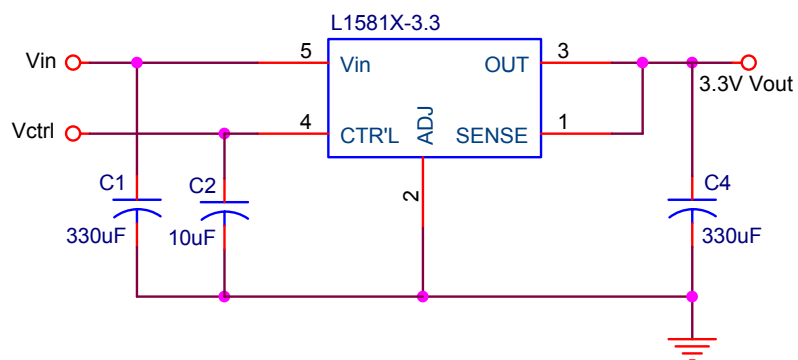 L1581X-3.3
Vin
5
Vin
OUT
3
3.3V Vout
Vctrl
4
CTR'L
ADJ
SENSE
1
2
C1
330uF
C2
10uF
C4
330uF